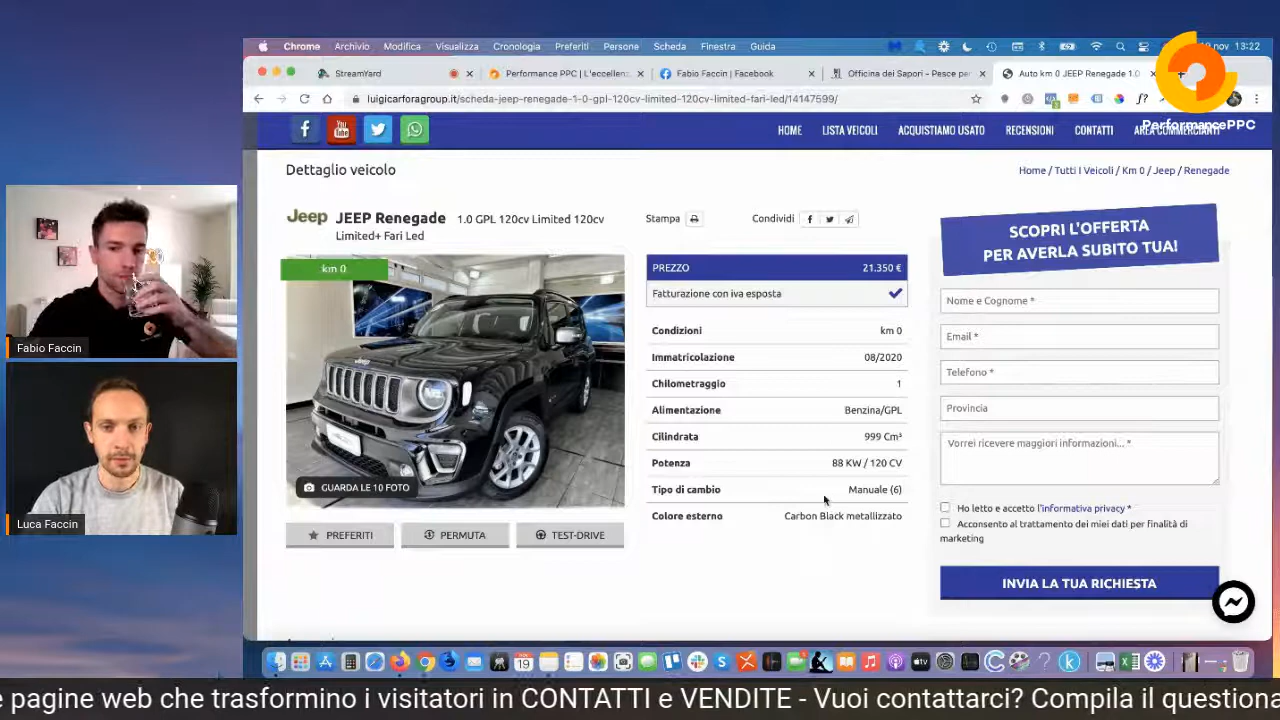 Chrome Archivio Modifica Visualizza Cronologia Preferiti Persone Scheda Finestra Guida
nov 13:22
StreamYard
Performance PPC | L'eccellen:
Fabio Faccin | Facebook
Officina dei Sapori - Pesce per
Auto km 0 JEEP Renegade 1.0
luigicarforagroup.it/scheda-jeep-renegade-1-0-gpl-120cv-limited-120cv-limited-fari-led/14147599/
PerformancePPC
HOME LISTA VEICOLI ACQUISTIAMO USATO RECENSIONI CONTATTI
You Tube
Dettaglio veicolo
Home / Tutti I Veicoli / Km 0 / Jeep / Renegade
Jeep JEEP Renegade 1.0 GPL 120cv Limited 120cv
Limited+ Fari Led
Stampa
Condividi
km 0
GUARDA LE 10 FOTO
PREFERITI
PERMUTA
TEST-DRIVE
PREZZO 21.350 €
Fatturazione con iva esposta
Condizioni km 0
Immatricolazione 08/2020
Chilometraggio 1
Alimentazione Benzina/GPL
Cilindrata 999 Cm³
Potenza 88 KW / 120 CV
Tipo di cambio Manuale (6)
Colore esterno Carbon Black metallizzato
SCOPRI L'OFFERTA
PER AVERLA SUBITO TUA!
Nome e Cognome *
Email *
Telefono *
Provincia
Vorrei ricevere maggiori informazioni... *
Ho letto e accetto l'informativa privacy *
Acconsento al trattamento dei miei dati per finalità di
marketing
INVIA LA TUA RICHIESTA
Fabio Faccin
Luca Faccin
NOV
19
e pagine web che trasformino i visitatori in CONTATTI e VENDITE - Vuoi contattarci? Compila il questiona